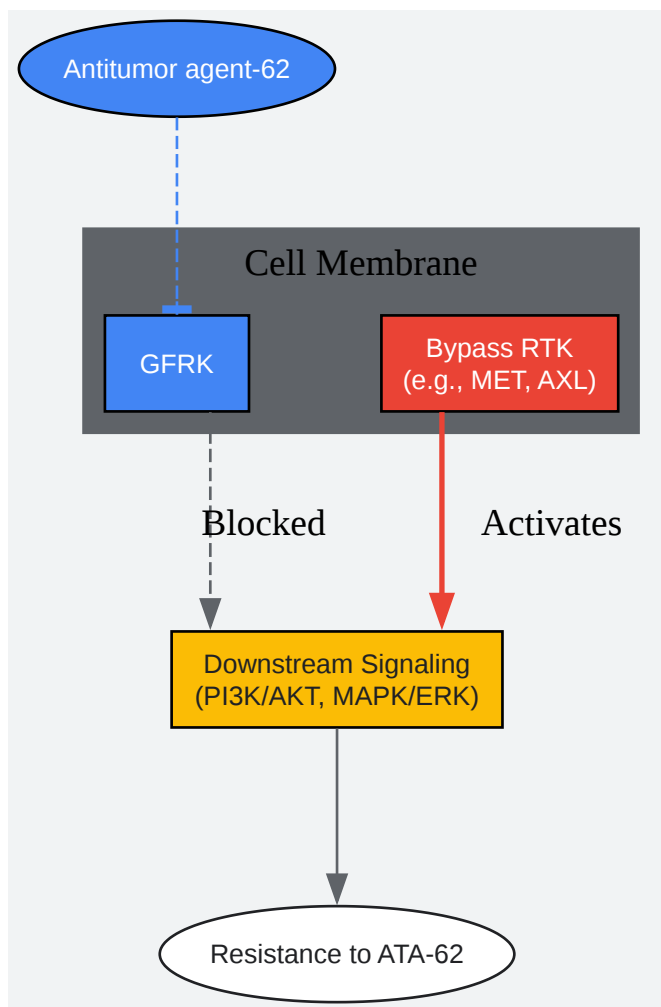 Antitumor agent-62
Cell Membrane
GFRK
Bypass RTK
(e.g., MET, AXL)
Blocked
Activates
Downstream Signaling
(PI3K/AKT, MAPK/ERK)
Resistance to ATA-62